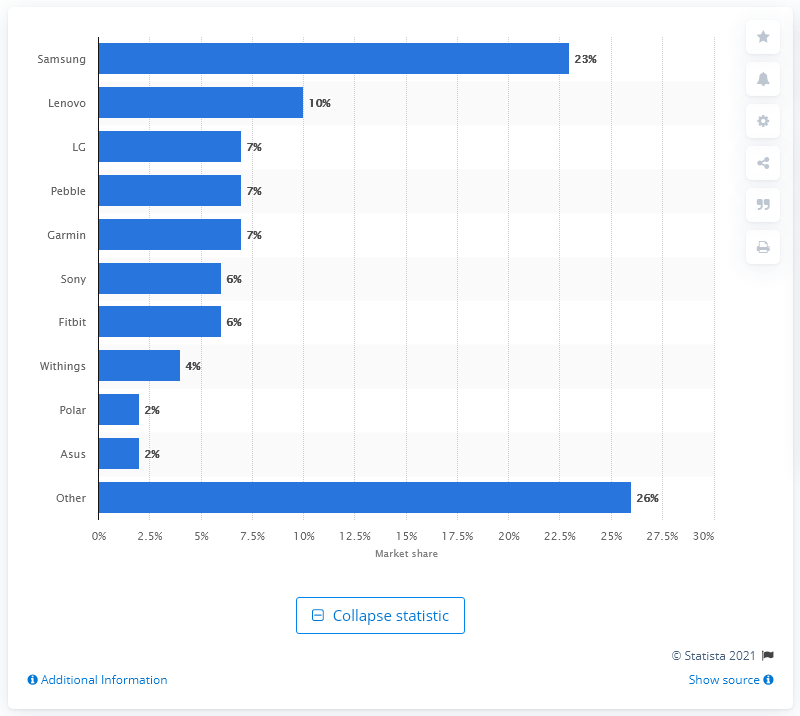 Samsung 23%
Lenovo 10%
LG 7%
Pebble 7%
Garmin 7%
Sony 6%
Fitbit 6%
Withings 4%
Polar 2%
Asus 2%
Other 26%
0% 2.5% 5% 7.5% 10% 12.5% 15% 17.5% 20% 22.5% 25% 27.5% 30%
Market share
Collapse statistic
© Statista 2021
Additional Information Show source